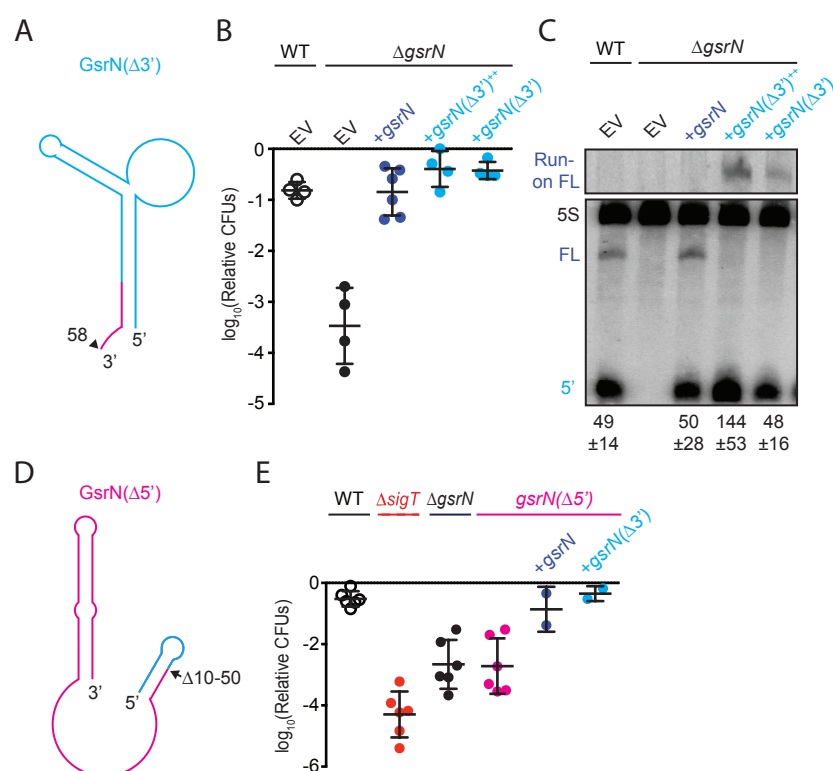 A
GsrN(Δ3’)
58
3’
5’
B
WT
ΔgsrN
EV
EV
+gsrN
+gsrN(Δ3’)++
+gsrN(Δ3’)
log10(Relative CFUs)
0
-1
-2
-3
-4
-5
C
WT
ΔgsrN
EV
EV
+gsrN
+gsrN(Δ3’)++
+gsrN(Δ3’)
Run-
on FL
5S
FL
5’
49 50 144 48
±14 ±28 ±53 ±16
D
GsrN(Δ5’)
3’
5’
Δ10-50
E
WT
ΔsigT
ΔgsrN
gsrN(Δ5’)
+gsrN
+gsrN(Δ3’)
log10(Relative CFUs)
0
-2
-4
-6